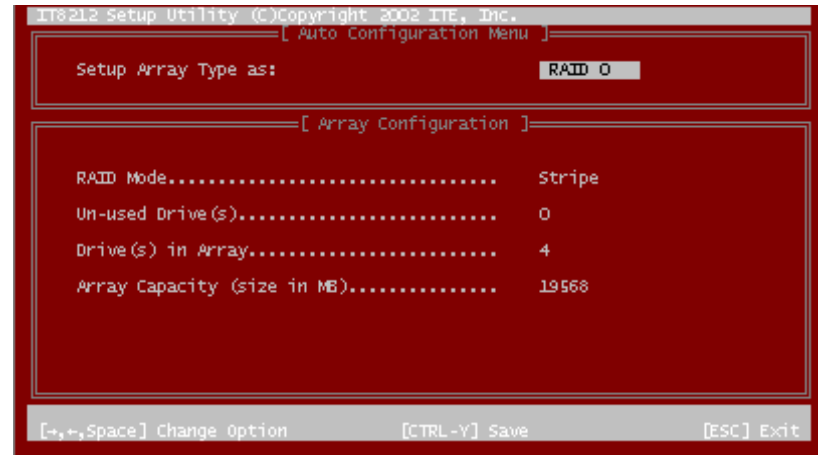 IT8212 Setup Utility (C)Copyright 2002 ITE, Inc.
[ Auto Configuration Menu ]
Setup Array Type as: RAID 0
[ Array Configuration ]
RAID Mode................................. Stripe
Un-used Drive(s).......................... 0
Drive(s) in Array......................... 4
Array Capacity (size in MB)............... 19568
[→,←,Space] Change Option [CTRL-Y] Save [ESC] Exit